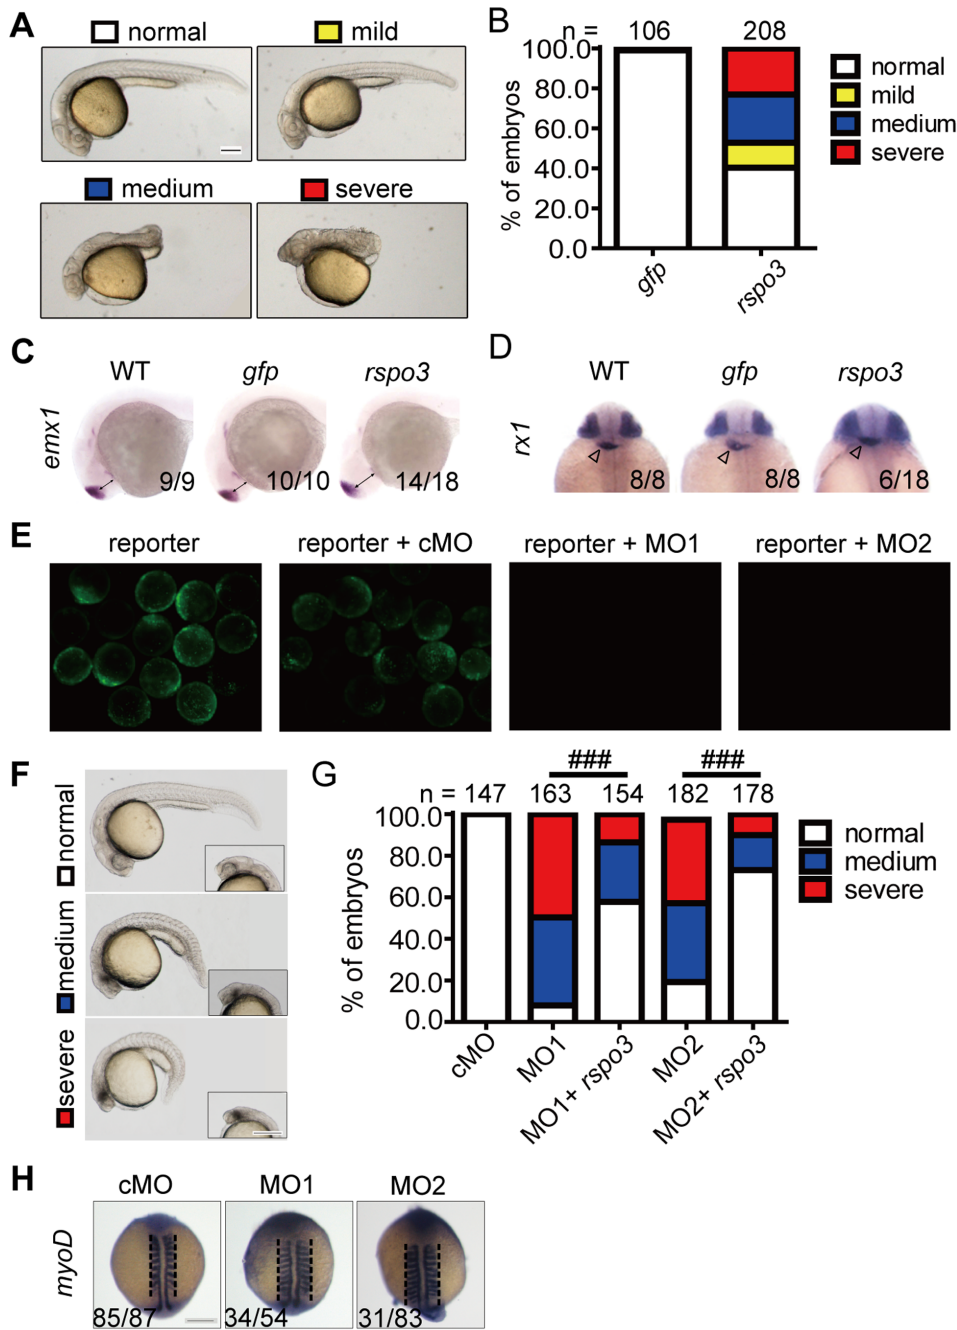 A
normal
mild
medium
severe
B
n = 106 208
100.0
80.0
60.0
40.0
20.0
0.0
% of embryos
gfp
rspo3
normal
mild
medium
severe
C
WT gfp rspo3
emx1
9/9 10/10 14/18
D
WT gfp rspo3
rx1
8/8 8/8 6/18
E
reporter
reporter + cMO
reporter + MO1
reporter + MO2
F
normal
medium
severe
G
### ###
n = 147 163 154 182 178
100.0
80.0
60.0
40.0
20.0
0.0
% of embryos
cMO
MO1
MO1+ rspo3
MO2
MO2+ rspo3
normal
medium
severe
H
cMO MO1 MO2
myoD
85/87 34/54 31/83